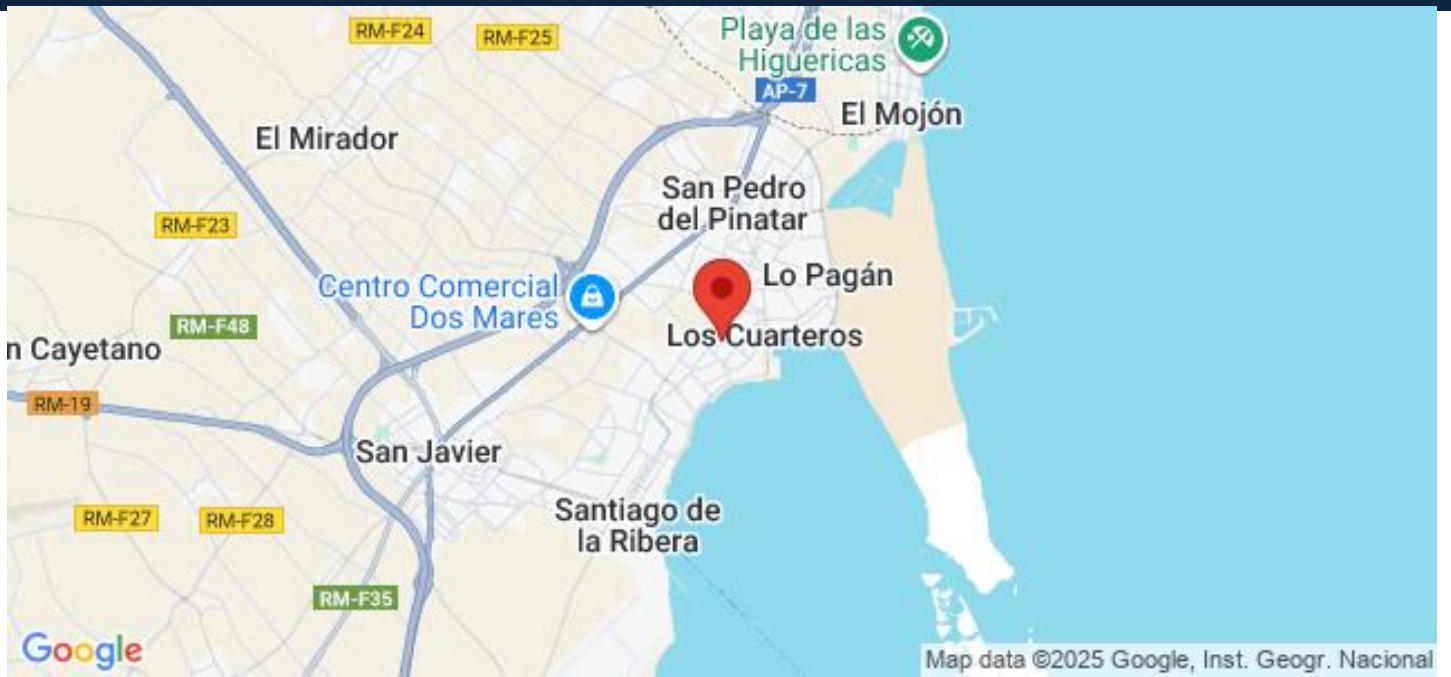 RM-F24
RM-F25
Playa de las
Higuericas
AP-7
El Mojón
El Mirador
San Pedro
del Pinatar
RM-F23
Lo Pagán
Centro Comercial
Dos Mares
RM-F48
Los Cuarteros
n Cayetano
RM-19
San Javier
Santiago de
la Ribera
RM-F27
RM-F28
RM-F35
Google
Map data ©2025 Google, Inst. Geogr. Nacional